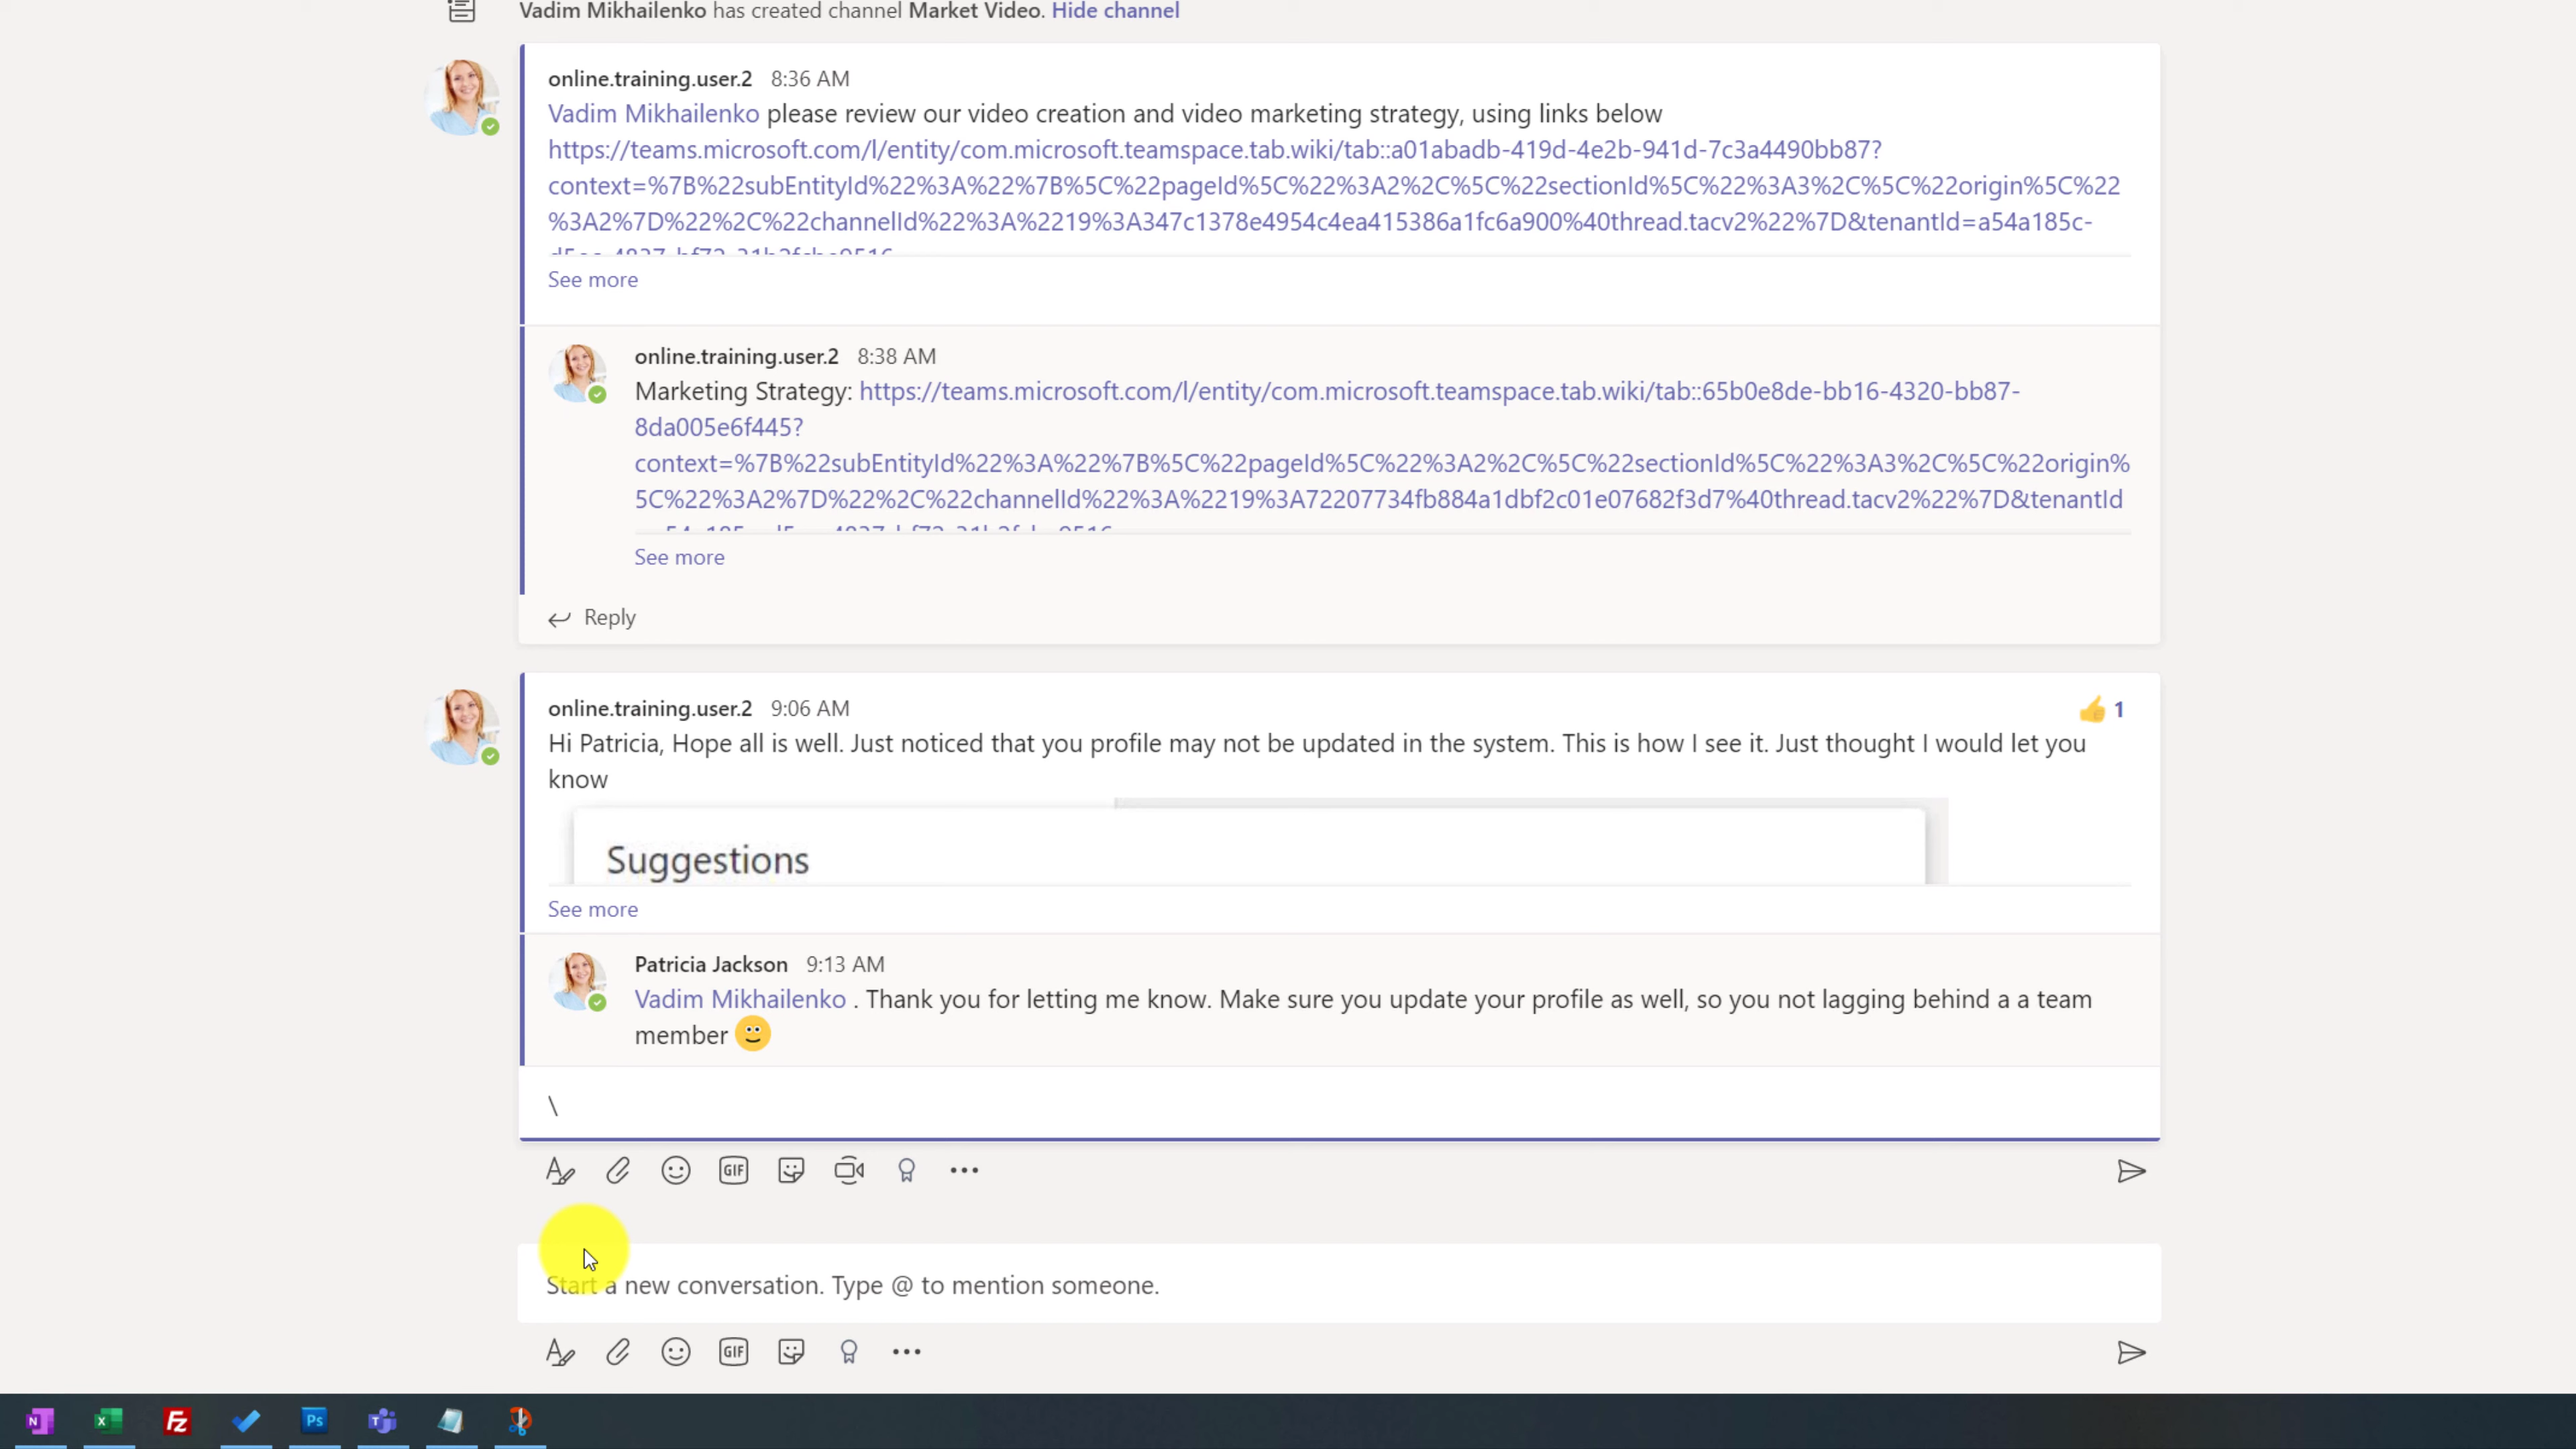 Vadim Mikhailenko has created channel Market Video. Hide channel
online.training.user.2 8:36 AM
Vadim Mikhailenko please review our video creation and video marketing strategy, using links below
https://teams.microsoft.com/l/entity/com.microsoft.teamspace.tab.wiki/tab::a01abadb-419d-4e2b-941d-7c3a4490bb87?
context=%7B%22subEntityId%22%3A%22%7B%5C%22pageId%5C%22%3A2%2C%5C%22sectionId%5C%22%3A3%2C%5C%22origin%5C%22
%3A2%7D%22%2C%22channelId%22%3A%2219%3A347c1378e4954c4ea415386a1fc6a900%40thread.tacv2%22%7D&tenantId=a54a185c-
See more
online.training.user.2 8:38 AM
Marketing Strategy: https://teams.microsoft.com/l/entity/com.microsoft.teamspace.tab.wiki/tab::65b0e8de-bb16-4320-bb87-
8da005e6f445?
context=%7B%22subEntityId%22%3A%22%7B%5C%22pageId%5C%22%3A2%2C%5C%22sectionId%5C%22%3A3%2C%5C%22origin%
5C%22%3A2%7D%22%2C%22channelId%22%3A%2219%3A72207734fb884a1dbf2c01e07682f3d7%40thread.tacv2%22%7D&tenantId
See more
Reply
online.training.user.2 9:06 AM 1
Hi Patricia, Hope all is well. Just noticed that you profile may not be updated in the system. This is how I see it. Just thought I would let you
know
Suggestions
See more
Patricia Jackson 9:13 AM
Vadim Mikhailenko . Thank you for letting me know. Make sure you update your profile as well, so you not lagging behind a a team
member
\
GIF
Start a new conversation. Type @ to mention someone.
GIF